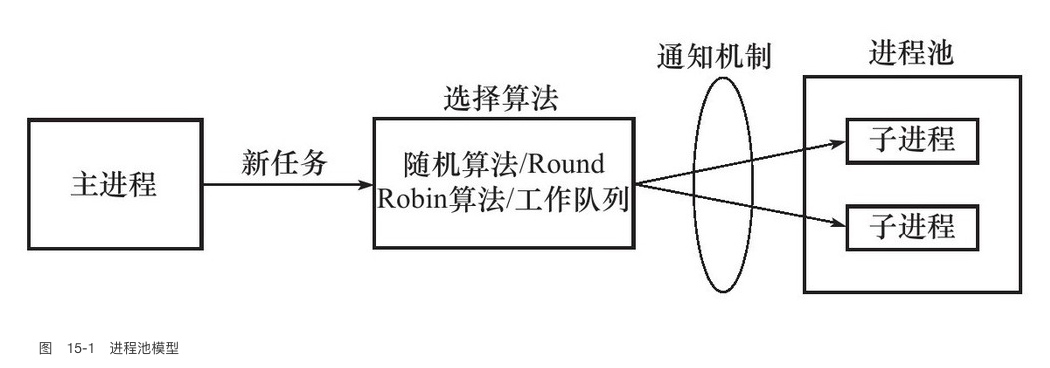 通知机制
进程池
选择算法
主进程
新任务
随机算法/Round
Robin算法/工作队列
子进程
子进程
图 15-1 进程池模型